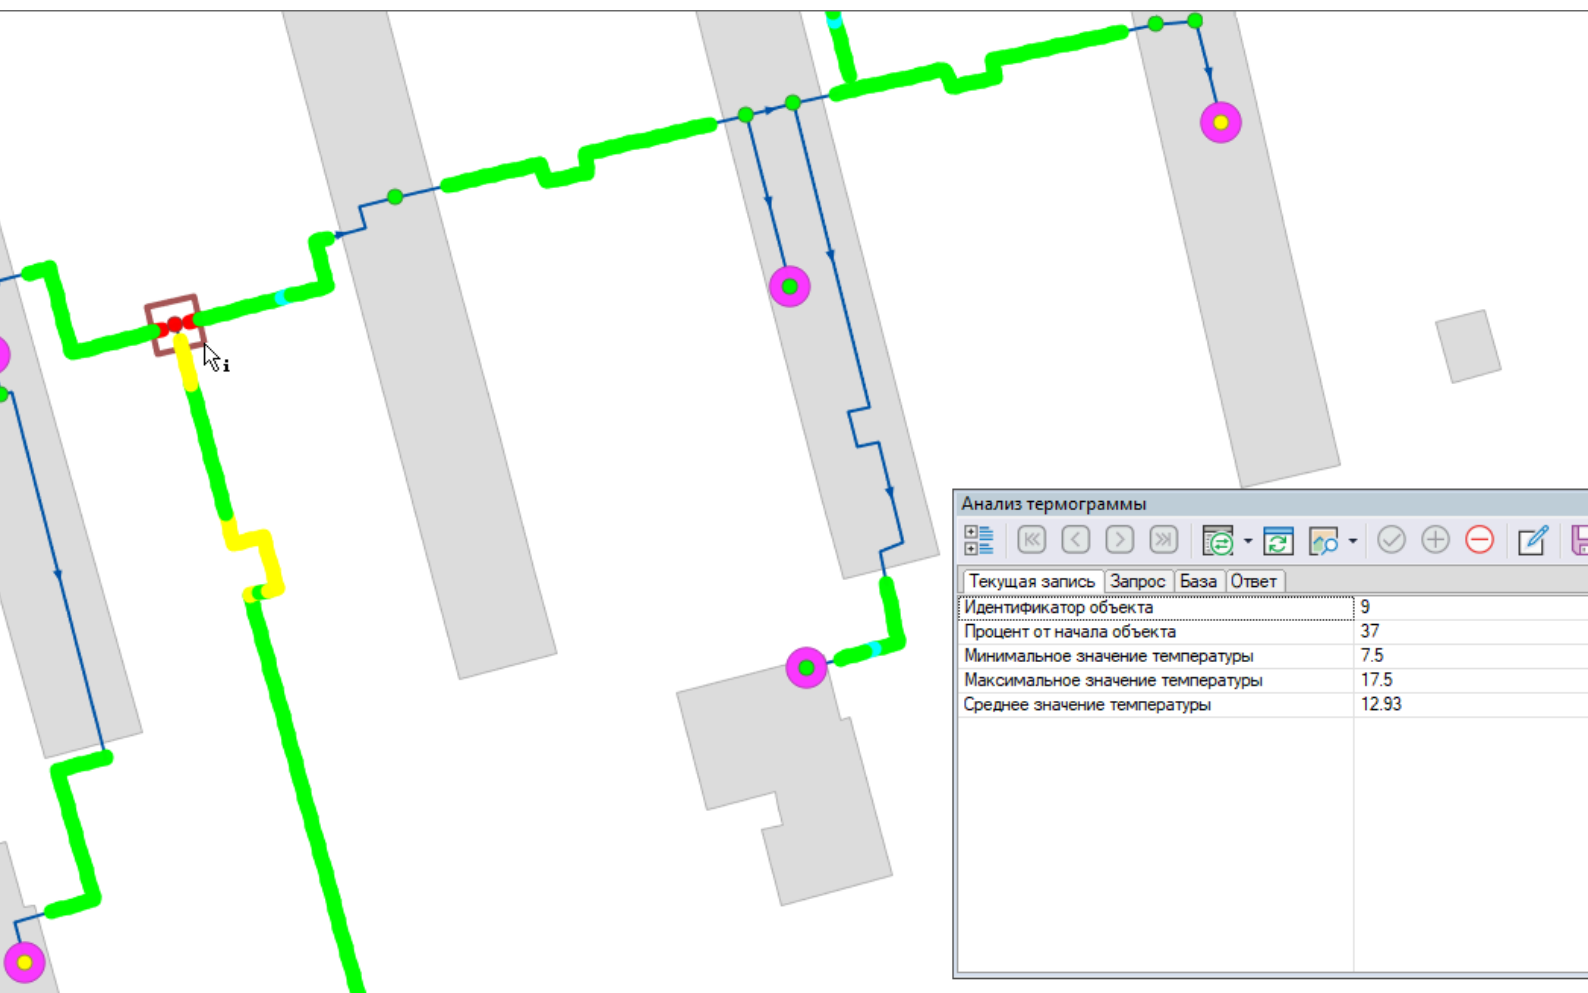 Анализ термограммы
Текущая запись Запрос База Ответ
Идентификатор объекта 9
Процент от начала объекта 37
Минимальное значение температуры 7.5
Максимальное значение температуры 17.5
Среднее значение температуры 12.93